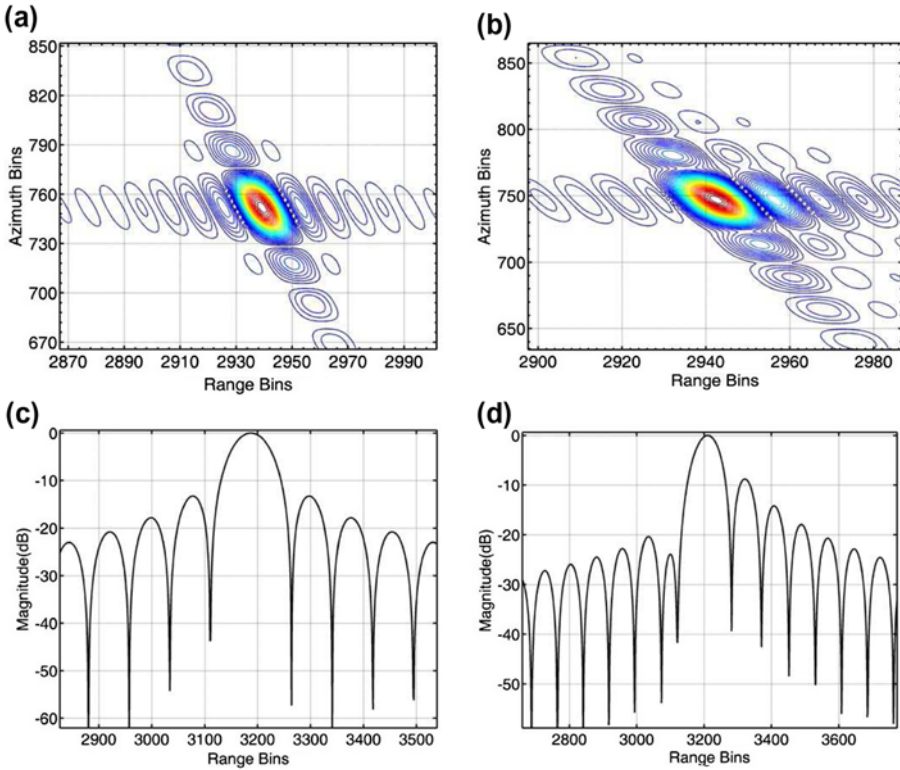 (a)
(b)
850
820
790
760
730
700
670
Azimuth Bins
2870 2890 2910 2930 2950 2970 2990
Range Bins
850
800
750
700
650
Azimuth Bins
2900 2920 2940 2960 2980
Range Bins
(c)
(d)
0
-10
-20
-30
-40
-50
-60
Magnitude(dB)
2900 3000 3100 3200 3300 3400 3500
Range Bins
0
-10
-20
-30
-40
-50
Magnitude(dB)
2800 3000 3200 3400 3600
Range Bins